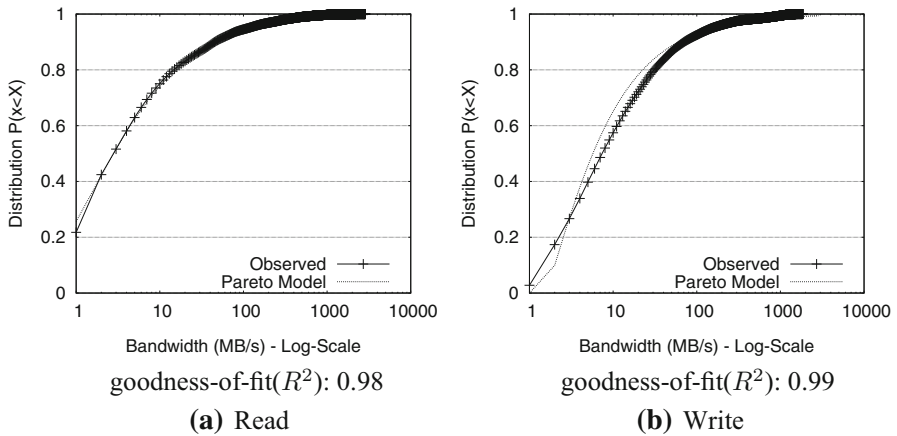 1
0.8
0.6
0.4
0.2
0
Distribution P(x<X)
Observed
Pareto Model
1 10 100 1000 10000
Bandwidth (MB/s) - Log-Scale
goodness-of-fit(R²): 0.98
(a) Read
1
0.8
0.6
0.4
0.2
0
Distribution P(x<X)
Observed
Pareto Model
1 10 100 1000 10000
Bandwidth (MB/s) - Log-Scale
goodness-of-fit(R²): 0.99
(b) Write